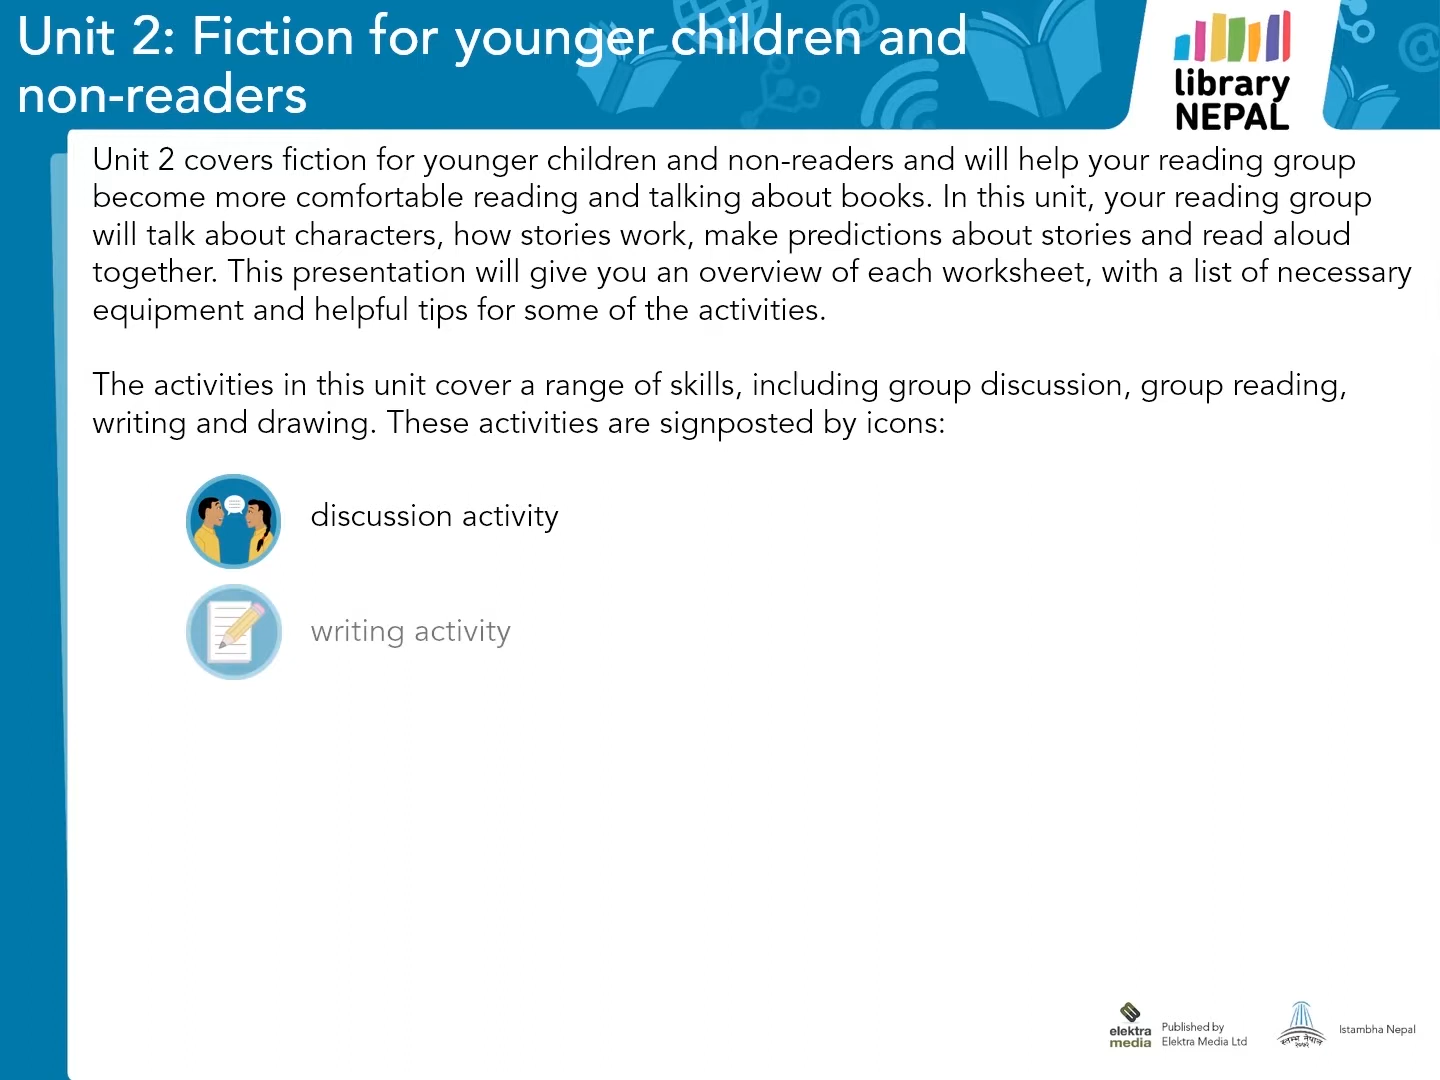 Unit 2: Fiction for younger children and
non-readers
library
NEPAL
Unit 2 covers fiction for younger children and non-readers and will help your reading group
become more comfortable reading and talking about books. In this unit, your reading group
will talk about characters, how stories work, make predictions about stories and read aloud
together. This presentation will give you an overview of each worksheet, with a list of necessary
equipment and helpful tips for some of the activities.
The activities in this unit cover a range of skills, including group discussion, group reading,
writing and drawing. These activities are signposted by icons:
discussion activity
writing activity
elektra
media
Published by
Elektra Media Ltd
स्तम्भ नेपाल
Istambha Nepal